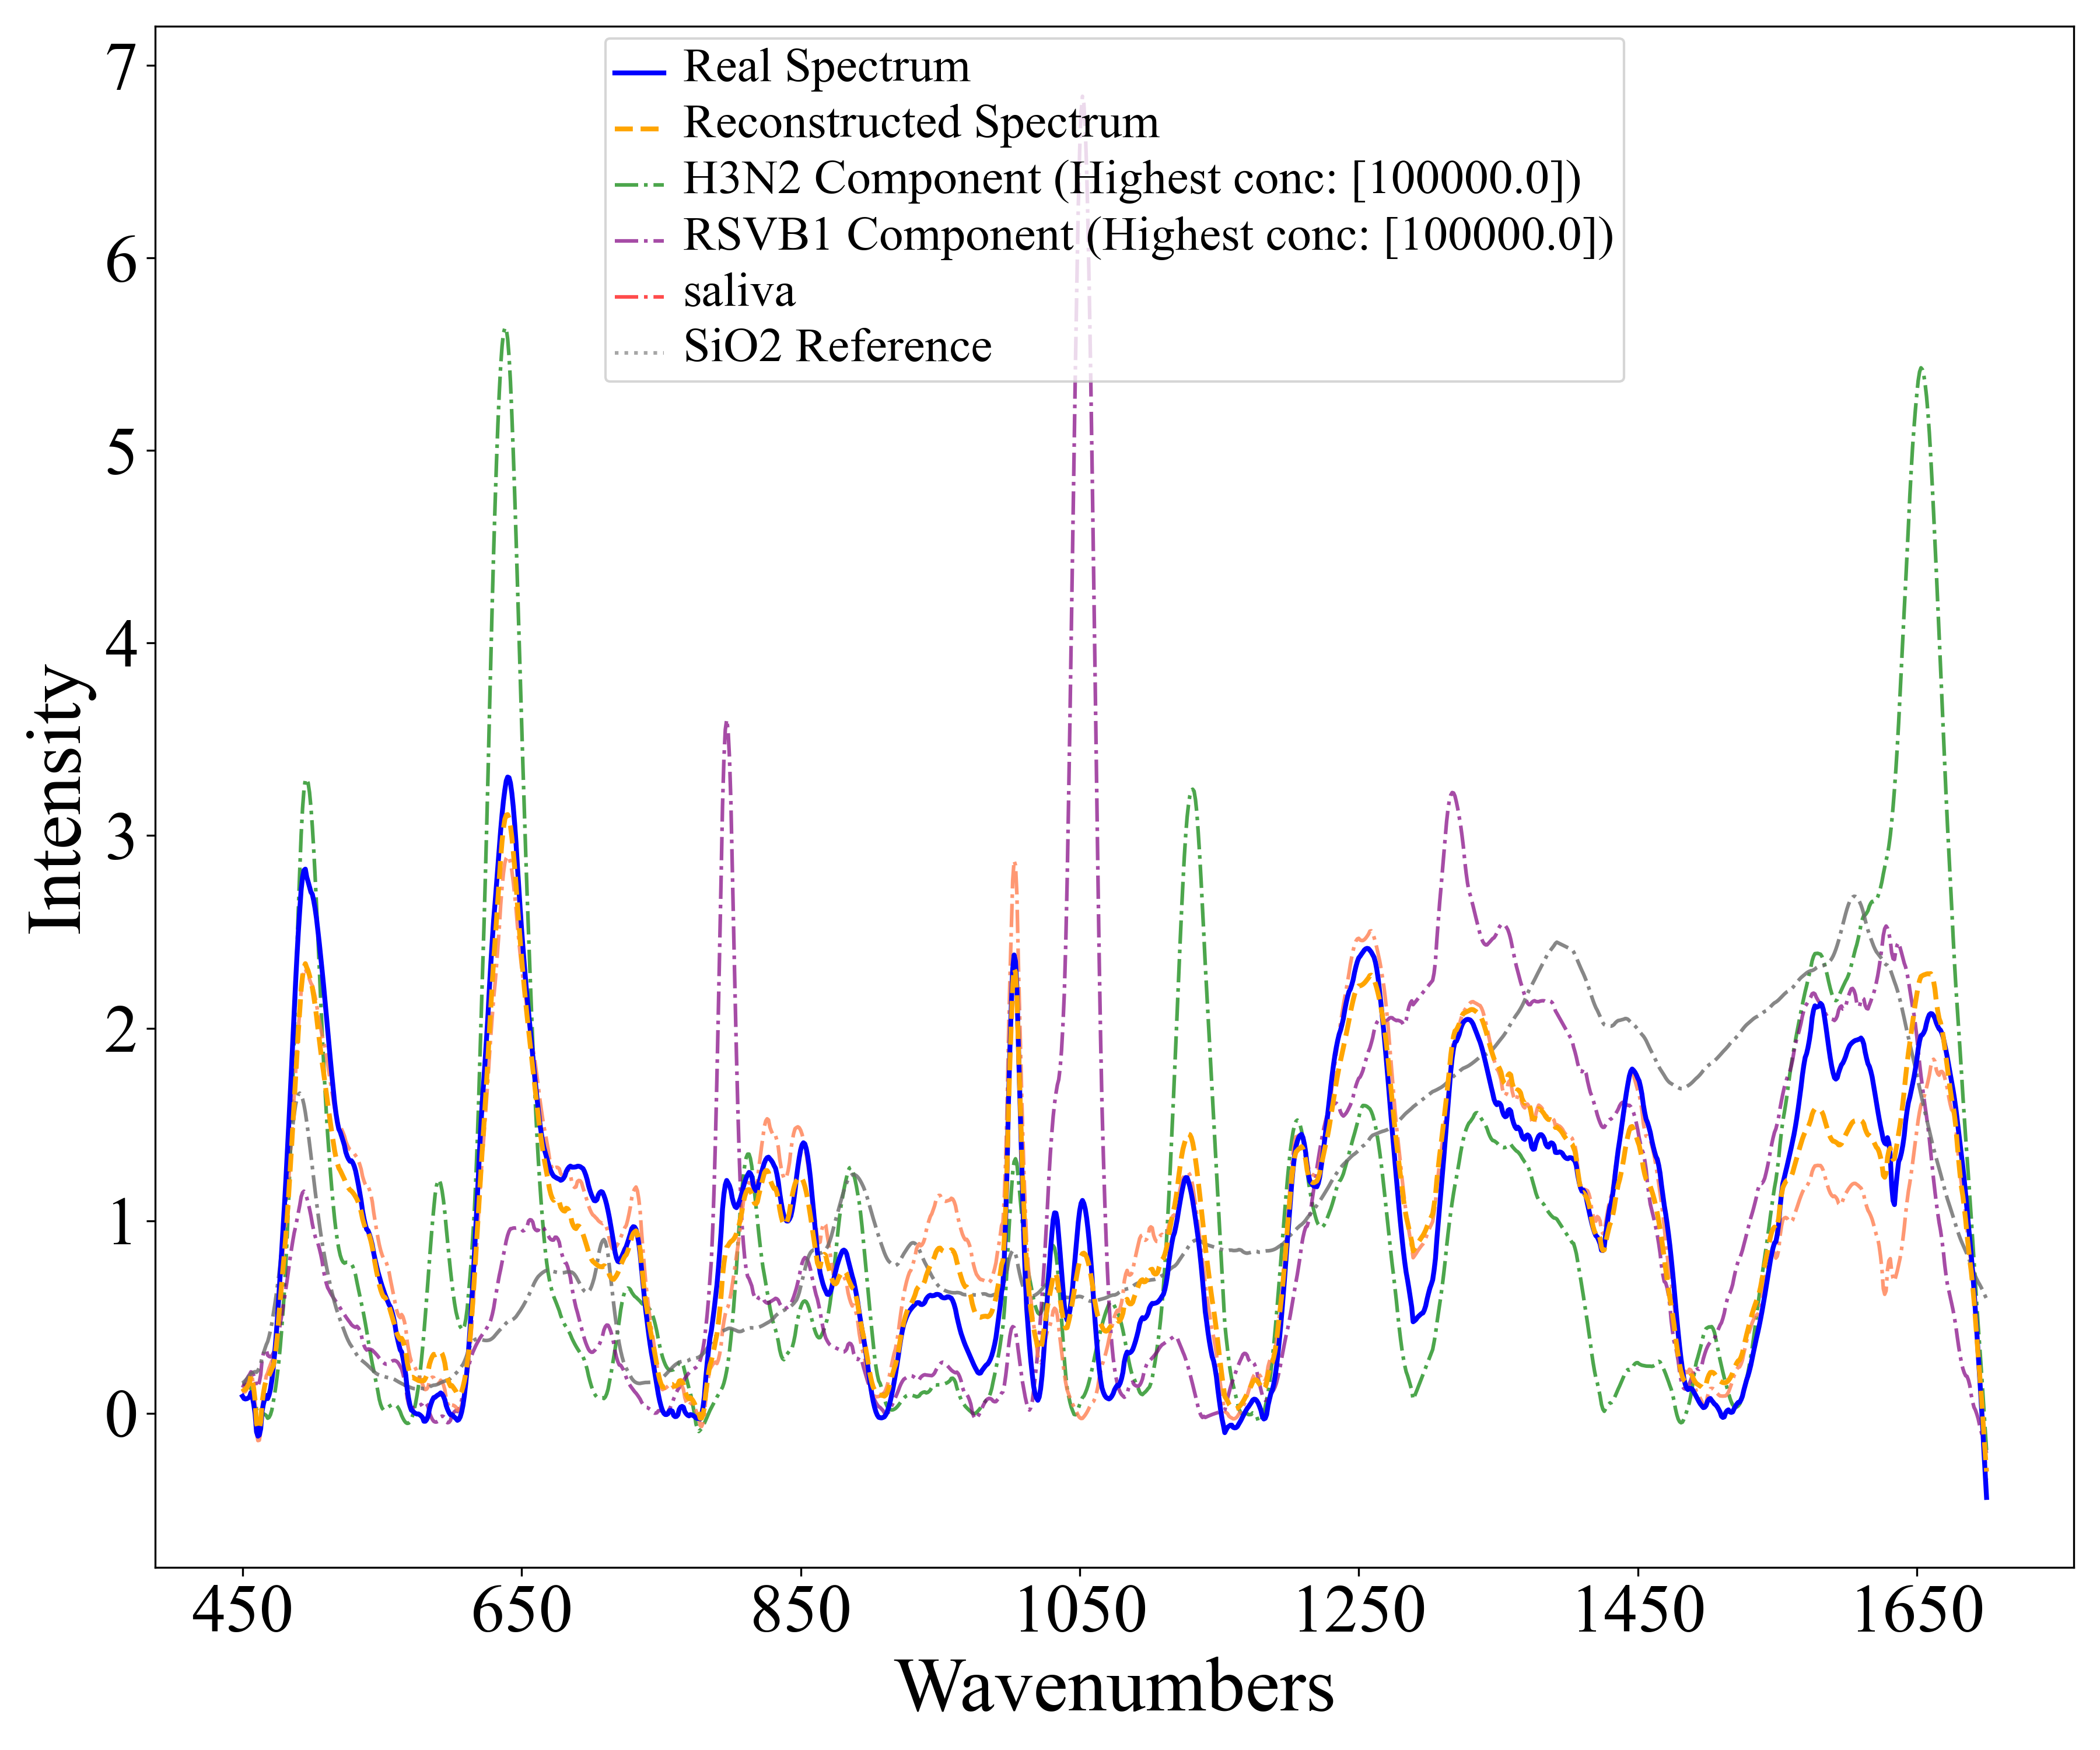 7
6
5
4
3
2
1
0
Intensity
Real Spectrum
Reconstructed Spectrum
H3N2 Component (Highest conc: [100000.0])
RSVB1 Component (Highest conc: [100000.0])
saliva
SiO2 Reference
450 650 850 1050 1250 1450 1650
Wavenumbers